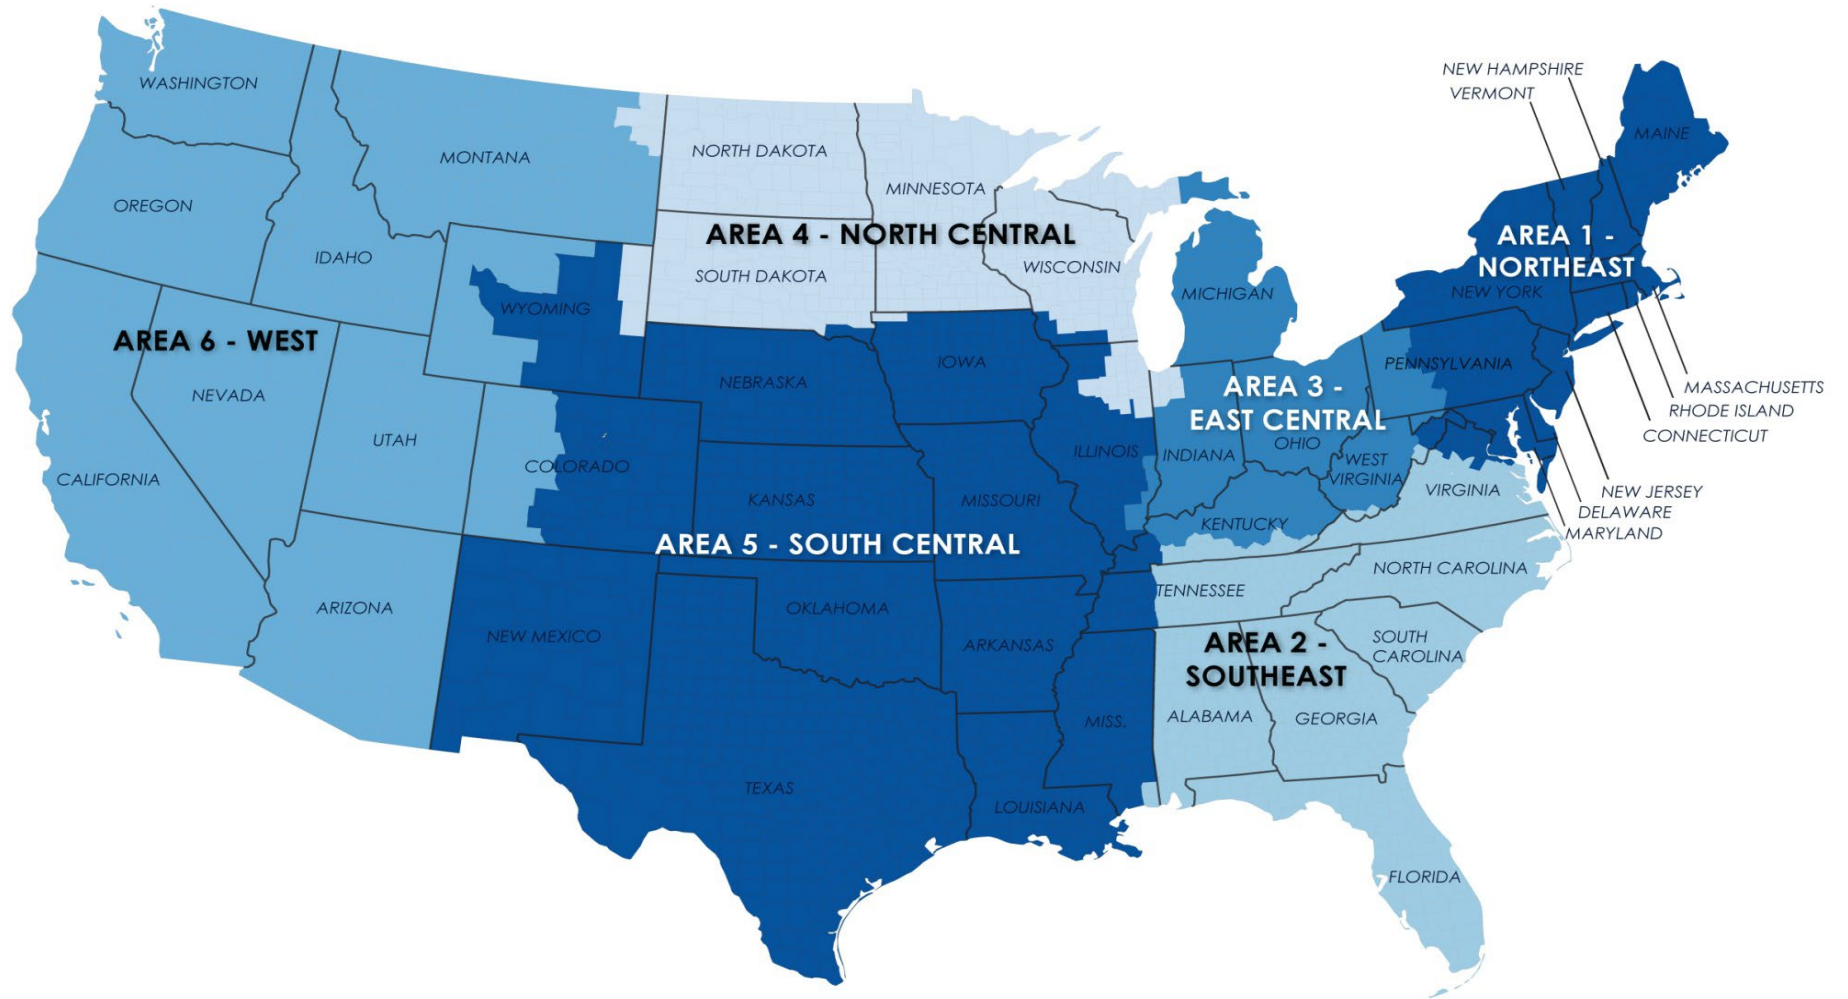 NEW HAMPSHIRE
VERMONT
WASHINGTON
MAINE
MONTANA
NORTH DAKOTA
MINNESOTA
OREGON
AREA 4 - NORTH CENTRAL
AREA 1 -
NORTHEAST
IDAHO
SOUTH DAKOTA
WISCONSIN
MICHIGAN
NEW YORK
WYOMING
AREA 6 - WEST
IOWA
PENNSYLVANIA
NEBRASKA
AREA 3 -
EAST CENTRAL
MASSACHUSETTS
RHODE ISLAND
CONNECTICUT
NEVADA
UTAH
OHIO
ILLINOIS
INDIANA
WEST
VIRGINIA
COLORADO
CALIFORNIA
KANSAS
MISSOURI
VIRGINIA
NEW JERSEY
DELAWARE
MARYLAND
KENTUCKY
AREA 5 - SOUTH CENTRAL
NORTH CAROLINA
TENNESSEE
ARIZONA
OKLAHOMA
NEW MEXICO
ARKANSAS
AREA 2 -
SOUTHEAST
SOUTH
CAROLINA
MISS.
ALABAMA
GEORGIA
TEXAS
LOUISIANA
FLORIDA